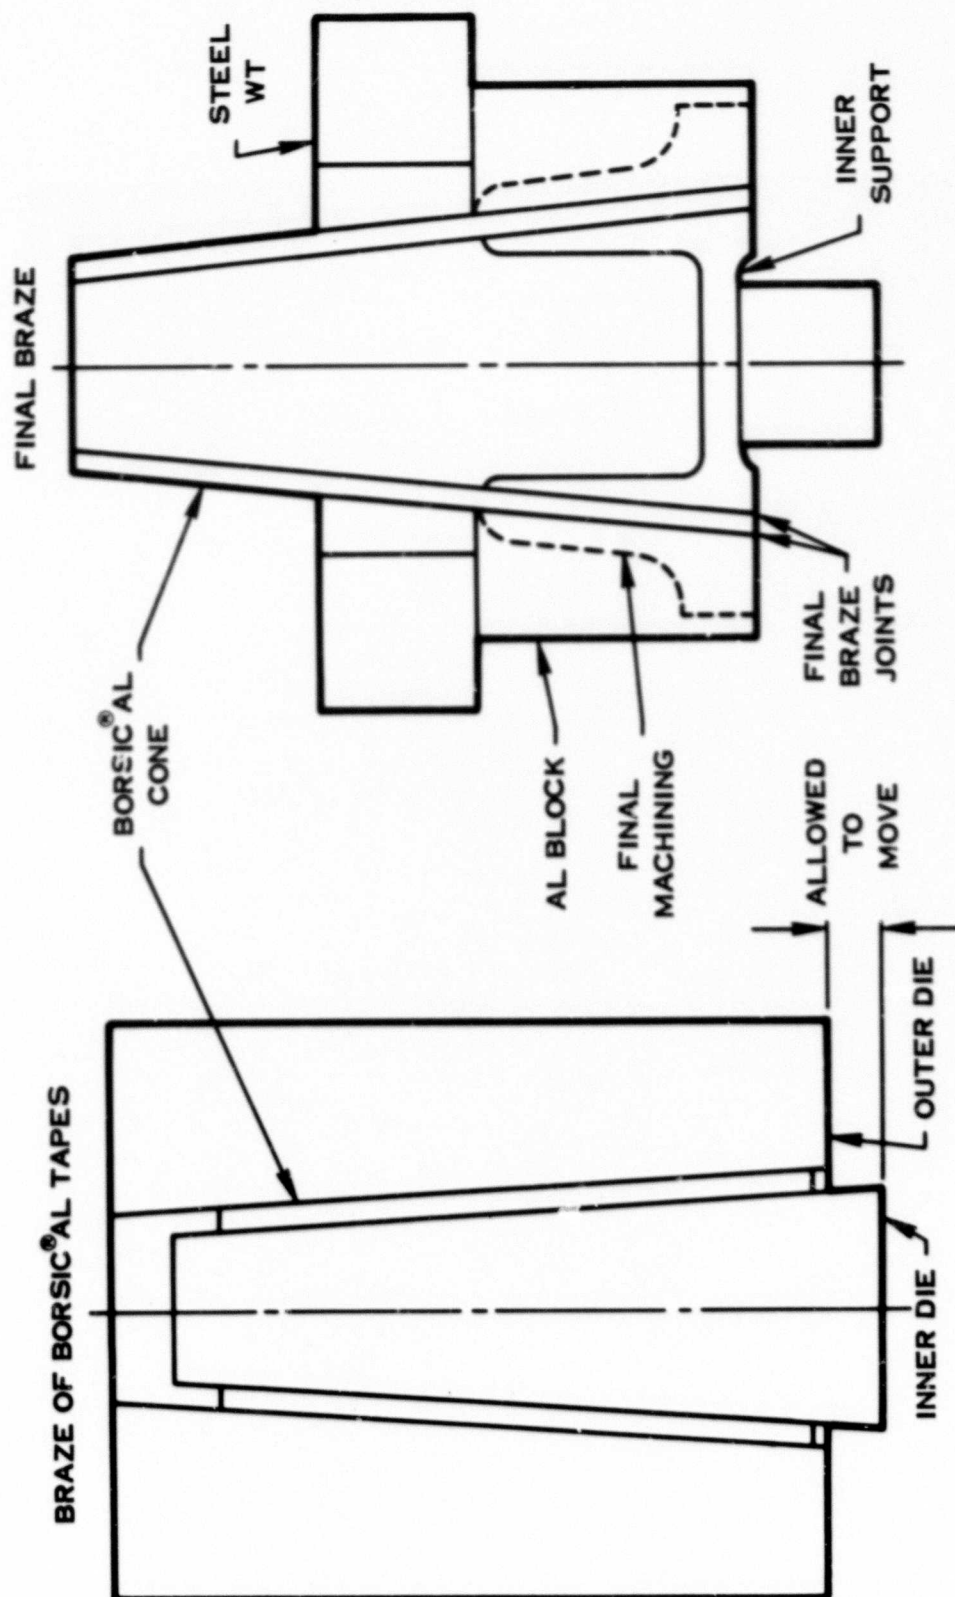 BRAZE OF BORSIC®AL TAPES
FINAL BRAZE
BORSIC®AL
CONE
STEEL
WT
AL BLOCK
FINAL
MACHINING
ALLOWED
TO
MOVE
FINAL
BRAZE
JOINTS
INNER
SUPPORT
INNER DIE
OUTER DIE